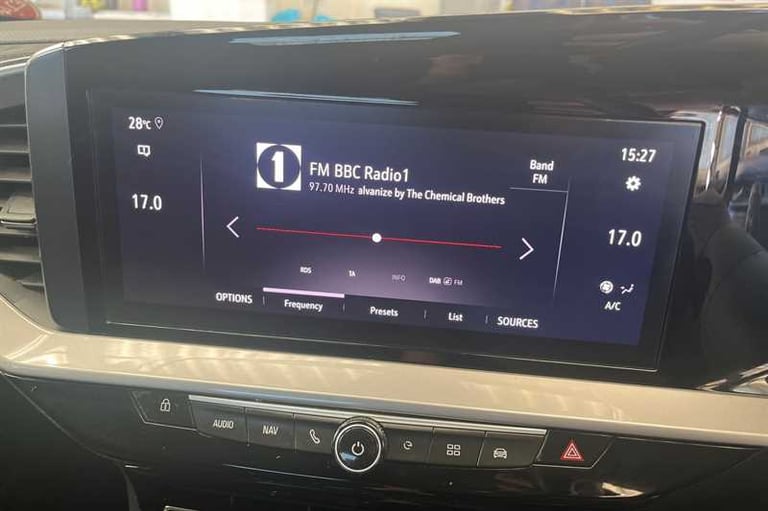 28°C
15:27
1
FM BBC Radio1
97.70 MHz alvanize by The Chemical Brothers
Band
FM
17.0
17.0
RDS
TA
INFO
DAB FM
A/C
OPTIONS
Frequency
Presets
List
SOURCES
AUDIO
NAV